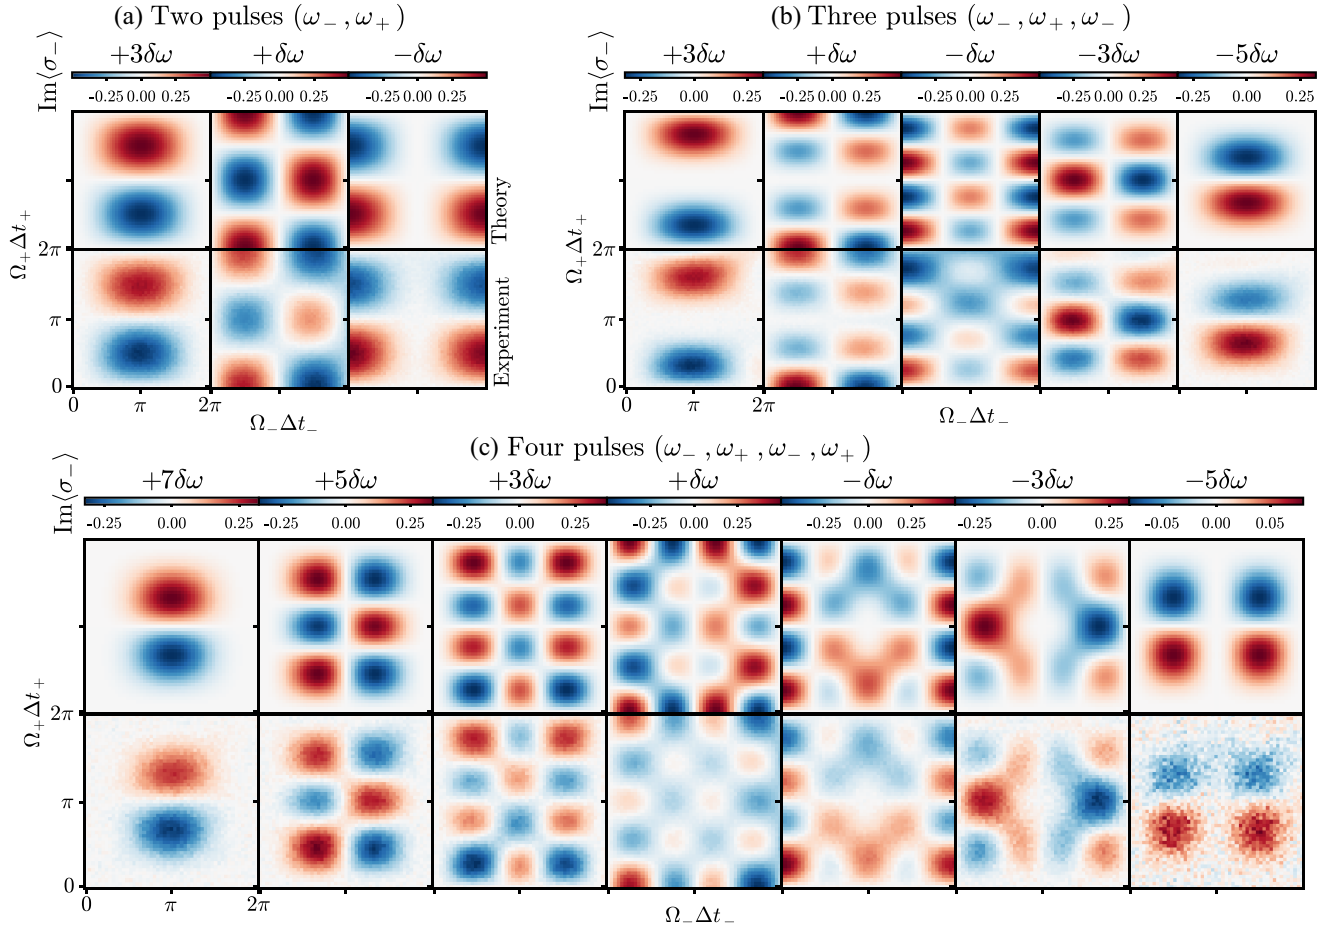 (a) Two pulses (ω₋, ω₊)
+3δω +δω −δω
Im⟨σ₋⟩
-0.25 0.00 0.25 -0.25 0.00 0.25 -0.25 0.00 0.25
Theory
Experiment
Ω₊Δt₊
2π
π
0
0 π 2π
Ω₋Δt₋
(b) Three pulses (ω₋, ω₊, ω₋)
+3δω +δω −δω −3δω −5δω
Im⟨σ₋⟩
-0.25 0.00 0.25 -0.25 0.00 0.25 -0.25 0.00 0.25 -0.25 0.00 0.25 -0.25 0.00 0.25
Ω₊Δt₊
2π
π
0
0 π 2π
Ω₋Δt₋
(c) Four pulses (ω₋, ω₊, ω₋, ω₊)
+7δω +5δω +3δω +δω −δω −3δω −5δω
Im⟨σ₋⟩
-0.25 0.00 0.25 -0.25 0.00 0.25 -0.25 0.00 0.25 -0.25 0.00 0.25 -0.25 0.00 0.25 -0.25 0.00 0.25 -0.05 0.00 0.05
Ω₊Δt₊
2π
π
0
0 π 2π
Ω₋Δt₋